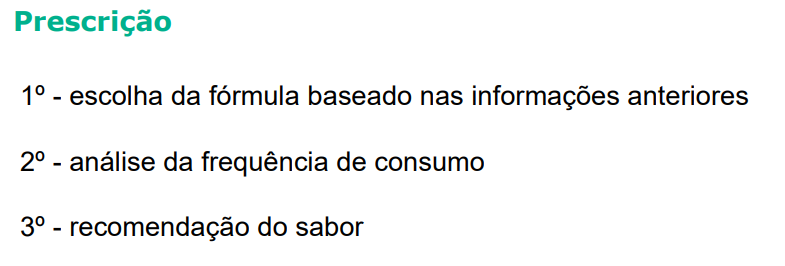 Prescrição
1º - escolha da fórmula baseado nas informações anteriores
2º - análise da frequência de consumo
3º - recomendação do sabor